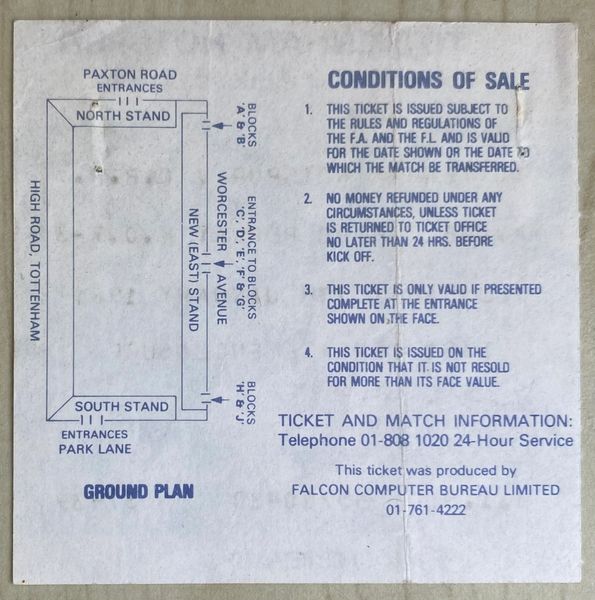 PAXTON ROAD
ENTRANCES
NORTH STAND
BLOCKS
'A' & 'B'
HIGH ROAD, TOTTENHAM
NEW (EAST) STAND
WORCESTER AVENUE
ENTRANCE TO BLOCKS
'C', 'D', 'E', 'F' & 'G'
BLOCKS
'H' & 'J'
SOUTH STAND
ENTRANCES
PARK LANE
GROUND PLAN
CONDITIONS OF SALE
1. THIS TICKET IS ISSUED SUBJECT TO
THE RULES AND REGULATIONS OF
THE F.A. AND THE F.L. AND IS VALID
FOR THE DATE SHOWN OR THE DATE TO
WHICH THE MATCH BE TRANSFERRED.
2. NO MONEY REFUNDED UNDER ANY
CIRCUMSTANCES, UNLESS TICKET
IS RETURNED TO TICKET OFFICE
NO LATER THAN 24 HRS. BEFORE
KICK OFF.
3. THIS TICKET IS ONLY VALID IF PRESENTED
COMPLETE AT THE ENTRANCE
SHOWN ON THE FACE.
4. THIS TICKET IS ISSUED ON THE
CONDITION THAT IT IS NOT RESOLD
FOR MORE THAN ITS FACE VALUE.
TICKET AND MATCH INFORMATION:
Telephone 01-808 1020 24-Hour Service
This ticket was produced by
FALCON COMPUTER BUREAU LIMITED
01-761-4222